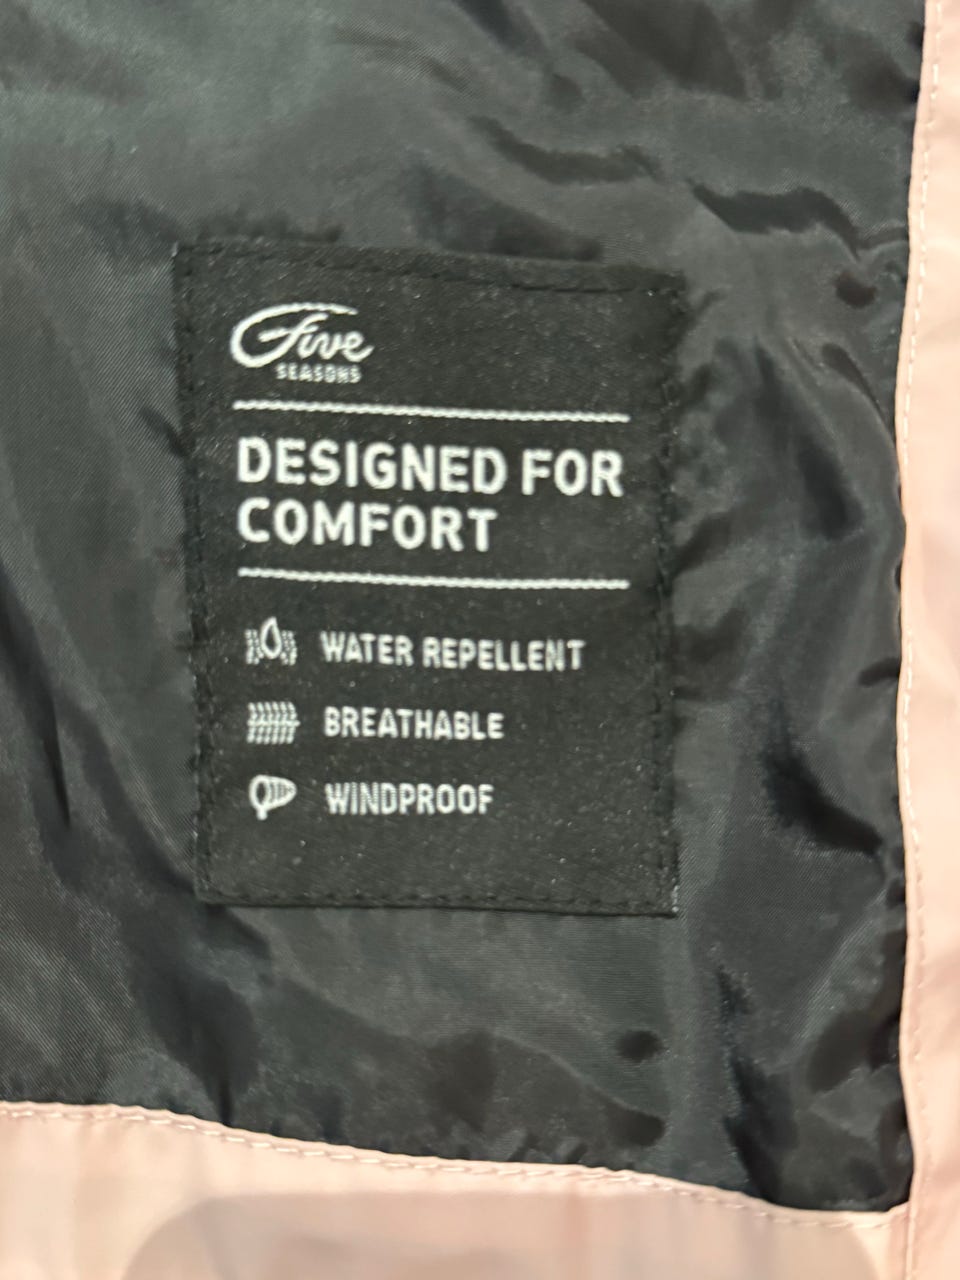 Five
SEASONS
DESIGNED FOR
COMFORT
WATER REPELLENT
BREATHABLE
WINDPROOF